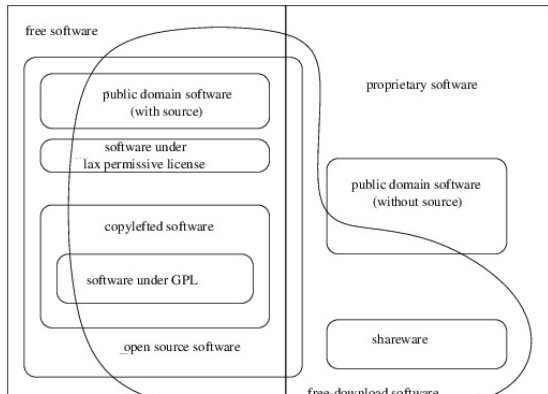 free software
public domain software
(with source)
software under
lax permissive license
copylefted software
software under GPL
open source software
proprietary software
public domain software
(without source)
shareware
free-download software